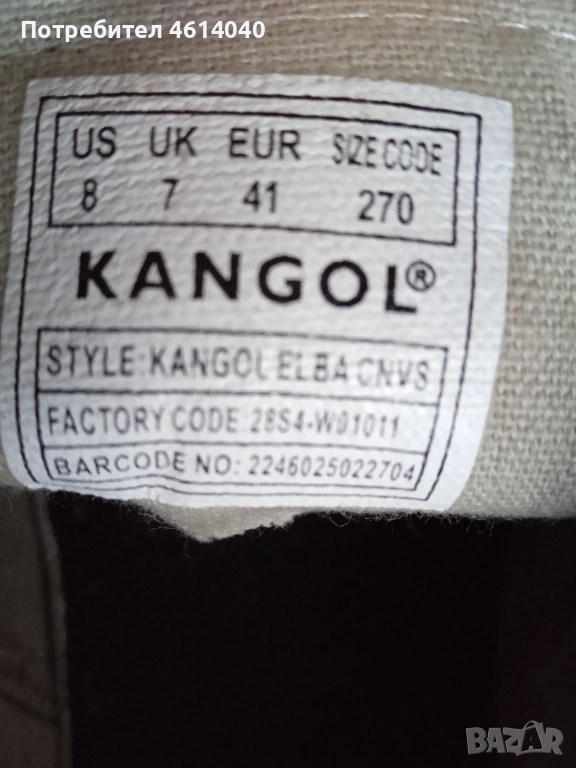 Потребител 4614040
US UK EUR SIZE CODE
8 7 41 270
KANGOL®
STYLE: KANGOL ELBA CNVS
FACTORY CODE: 28S4-W01011
BARCODE NO: 2246025022704
BAZAR